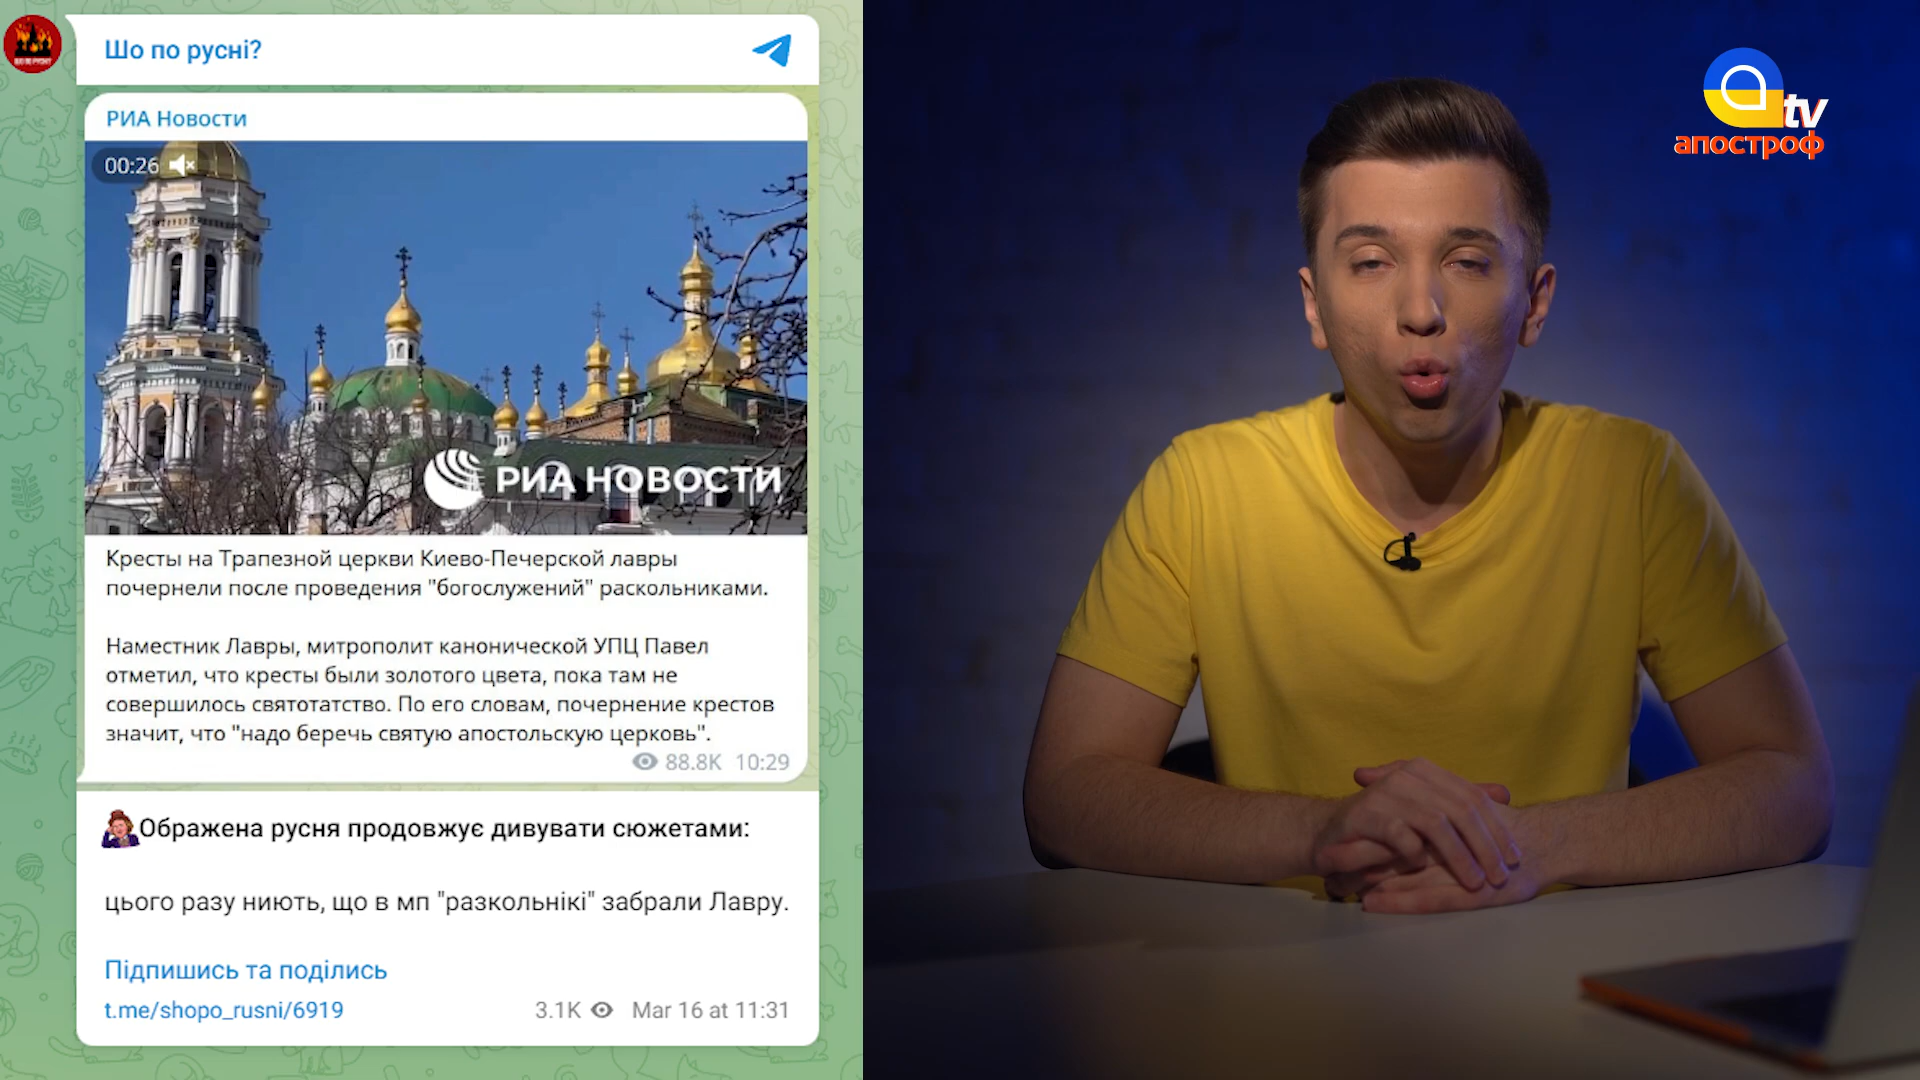 Шо по русні?
РИА Новости
00:26
РИА НОВОСТИ
Кресты на Трапезной церкви Киево-Печерской лавры
почернели после проведения "богослужений" раскольниками.
Наместник Лавры, митрополит канонической УПЦ Павел
отметил, что кресты были золотого цвета, пока там не
совершилось святотатство. По его словам, почернение крестов
значит, что "надо беречь святую апостольскую церковь".
88.8K 10:29
Ображена русня продовжує дивувати сюжетами:
цього разу ниють, що в мп "разкольнікі" забрали Лавру.
Підпишись та поділись
t.me/shopo_rusni/6919 3.1K Mar 16 at 11:31
tv
апостроф